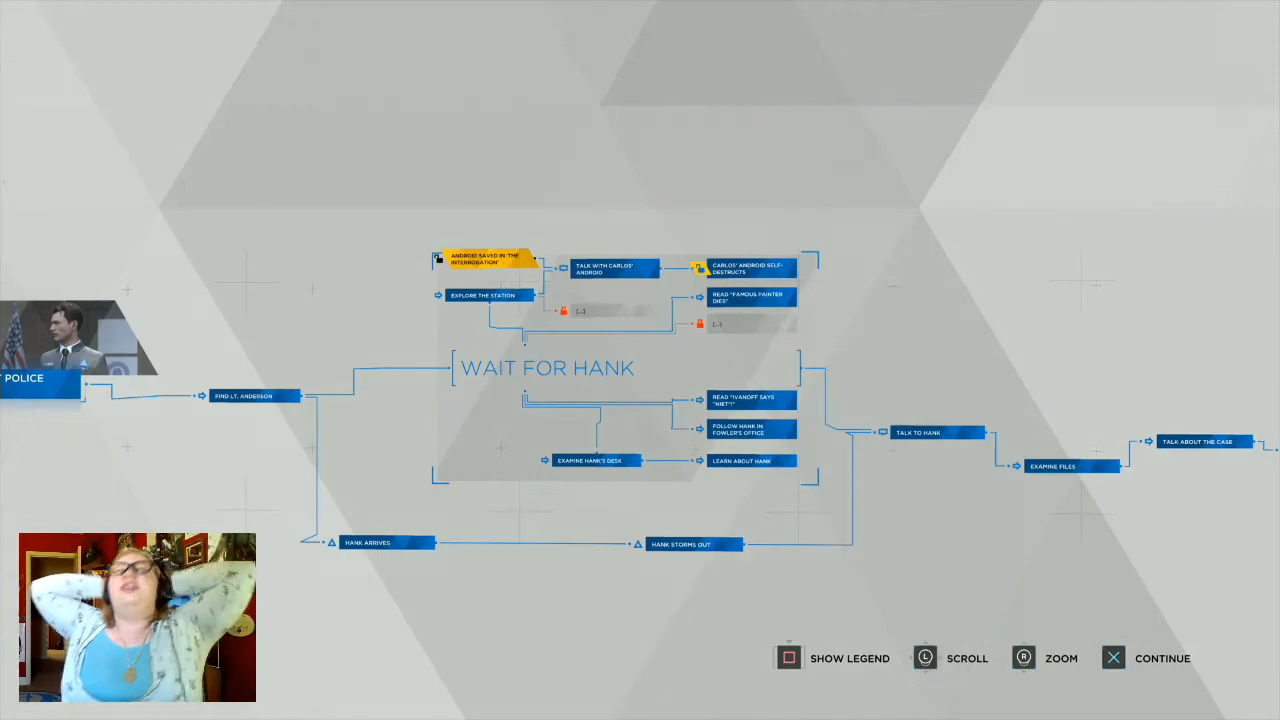 ANDROID SAVED IN 'THE
INTERROGATION'
TALK WITH CARLOS'
ANDROID
CARLOS' ANDROID SELF-
DESTRUCTS
EXPLORE THE STATION
READ "FAMOUS PAINTER
DIES"
[...]
[...]
WAIT FOR HANK
POLICE
FIND LT. ANDERSON
READ "IVANOFF SAYS
"NIET"!"
FOLLOW HANK IN
FOWLER'S OFFICE
TALK TO HANK
TALK ABOUT THE CASE
EXAMINE HANK'S DESK
LEARN ABOUT HANK
EXAMINE FILES
HANK ARRIVES
HANK STORMS OUT
SHOW LEGEND
L
SCROLL
R
ZOOM
CONTINUE